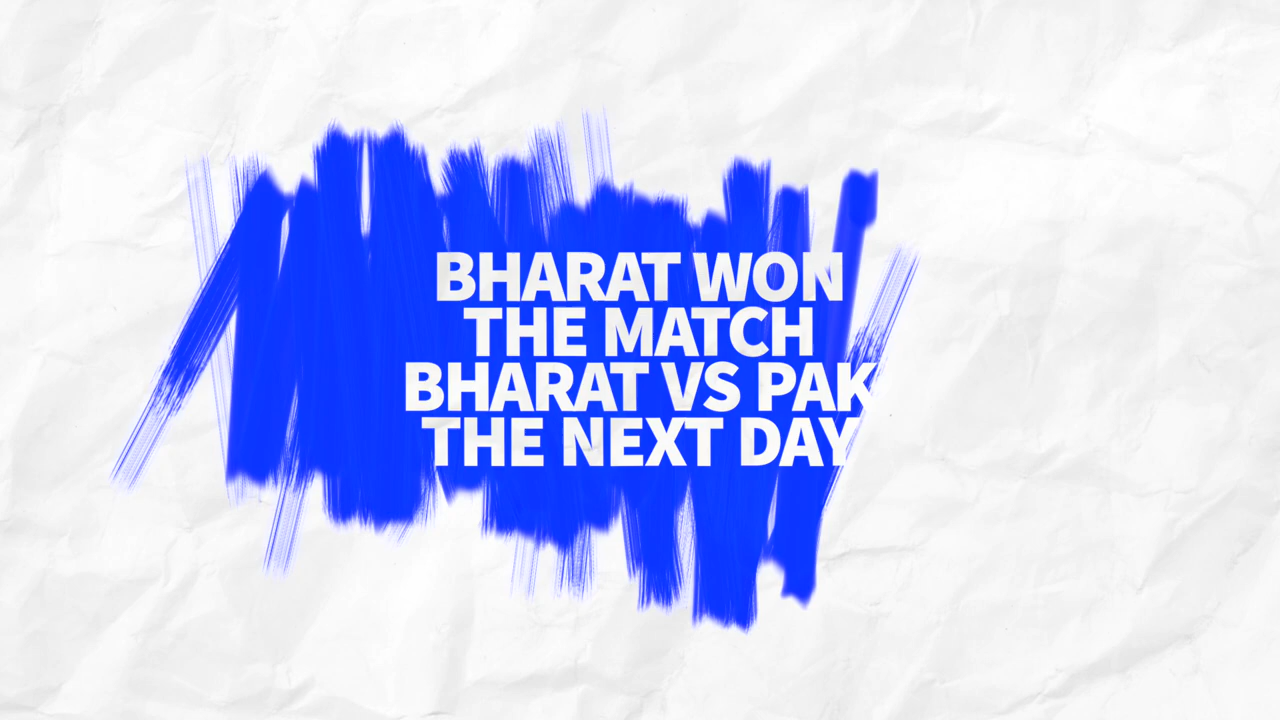 BHARAT WON
THE MATCH
BHARAT VS PAK
THE NEXT DAY